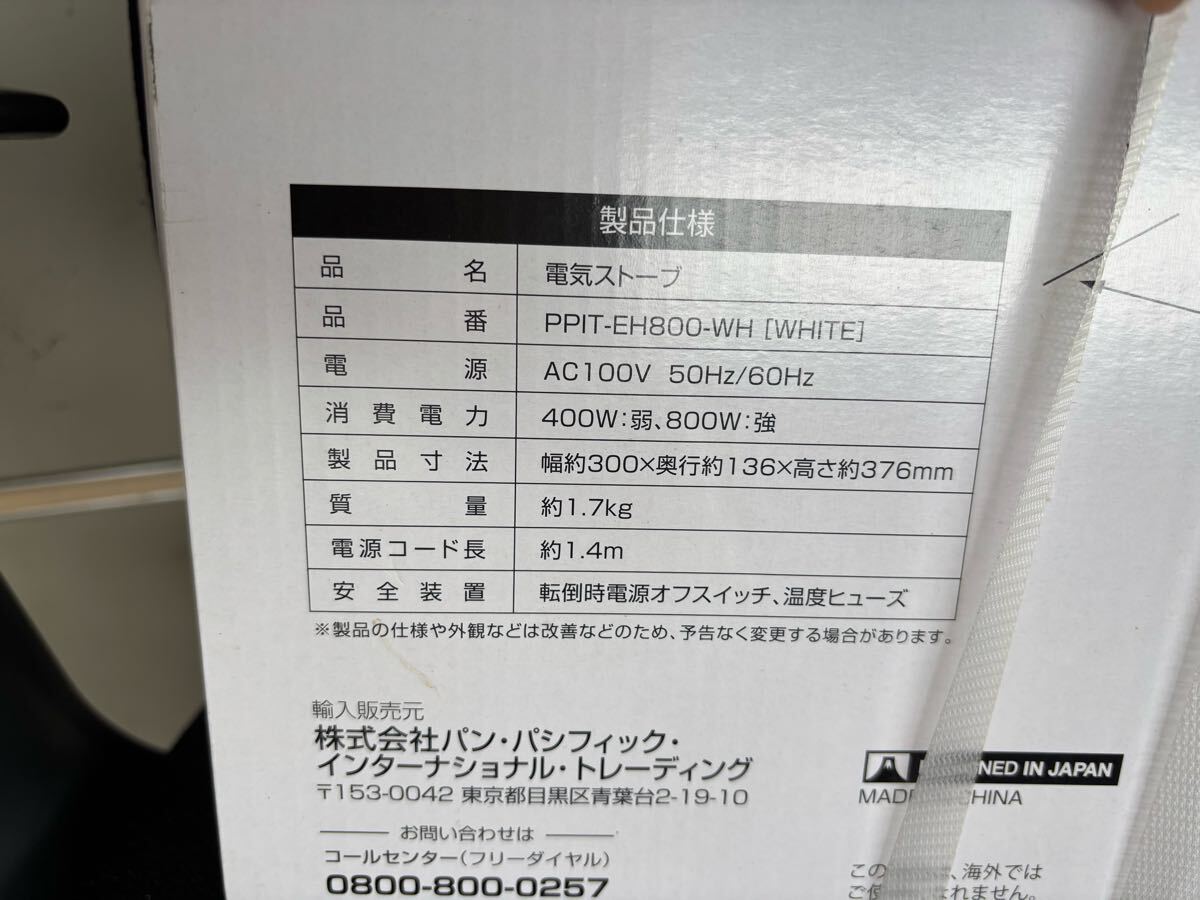 製品仕様
品名 電気ストーブ
品番 PPIT-EH800-WH [WHITE]
電源 AC100V 50Hz/60Hz
消費電力 400W:弱、800W:強
製品寸法 幅約300×奥行約136×高さ約376mm
質量 約1.7kg
電源コード長 約1.4m
安全装置 転倒時電源オフスイッチ、温度ヒューズ
※製品の仕様や外観などは改善などのため、予告なく変更する場合があります。
輸入販売元
株式会社パン・パシフィック・
インターナショナル・トレーディング
〒153-0042 東京都目黒区青葉台2-19-10
お問い合わせは
コールセンター(フリーダイヤル)
0800-800-0257
NED IN JAPAN
MAD HINA
この 、海外では
ご使 れません。